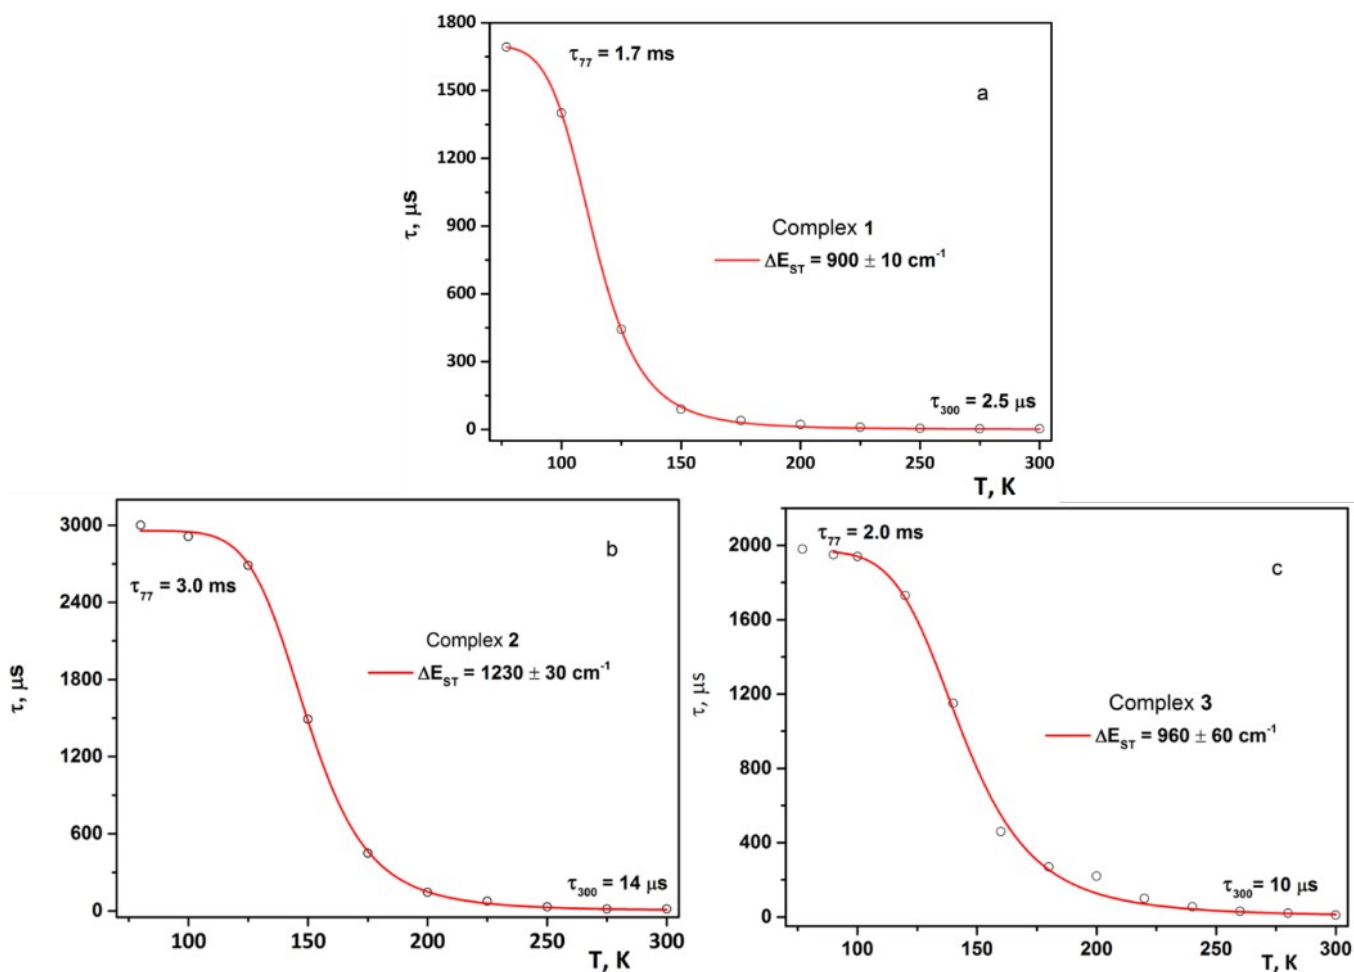 1800
1500
1200
900
600
300
0
τ, μs
τ77 = 1.7 ms
a
Complex 1
ΔEST = 900 ± 10 cm-1
τ300 = 2.5 μs
100 150 200 250 300
T, K
3000
2400
1800
1200
600
0
τ, μs
τ77 = 3.0 ms
b
Complex 2
ΔEST = 1230 ± 30 cm-1
τ300 = 14 μs
100 150 200 250 300
T, K
2000
1600
1200
800
400
0
τ, μs
τ77 = 2.0 ms
c
Complex 3
ΔEST = 960 ± 60 cm-1
τ300 = 10 μs
100 150 200 250 300
T, K